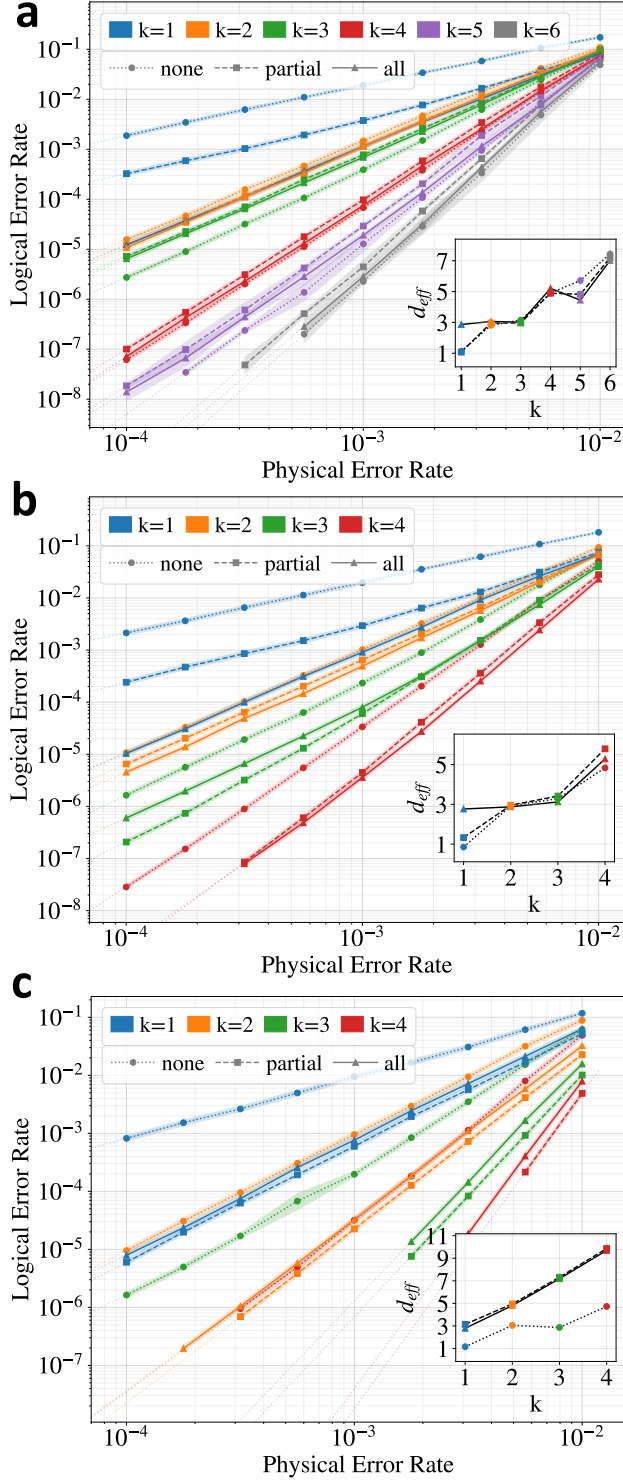 a
k=1 k=2 k=3 k=4 k=5 k=6
none partial all
10⁻¹
10⁻²
10⁻³
10⁻⁴
10⁻⁵
10⁻⁶
10⁻⁷
10⁻⁸
Logical Error Rate
7
5
3
1
d_eff
1 2 3 4 5 6
k
10⁻⁴ 10⁻³ 10⁻²
Physical Error Rate
b
k=1 k=2 k=3 k=4
none partial all
10⁻¹
10⁻²
10⁻³
10⁻⁴
10⁻⁵
10⁻⁶
10⁻⁷
10⁻⁸
Logical Error Rate
5
3
1
d_eff
1 2 3 4
k
10⁻⁴ 10⁻³ 10⁻²
Physical Error Rate
c
k=1 k=2 k=3 k=4
none partial all
10⁻¹
10⁻²
10⁻³
10⁻⁴
10⁻⁵
10⁻⁶
10⁻⁷
Logical Error Rate
11
9
7
5
3
1
d_eff
1 2 3 4
k
10⁻⁴ 10⁻³ 10⁻²
Physical Error Rate